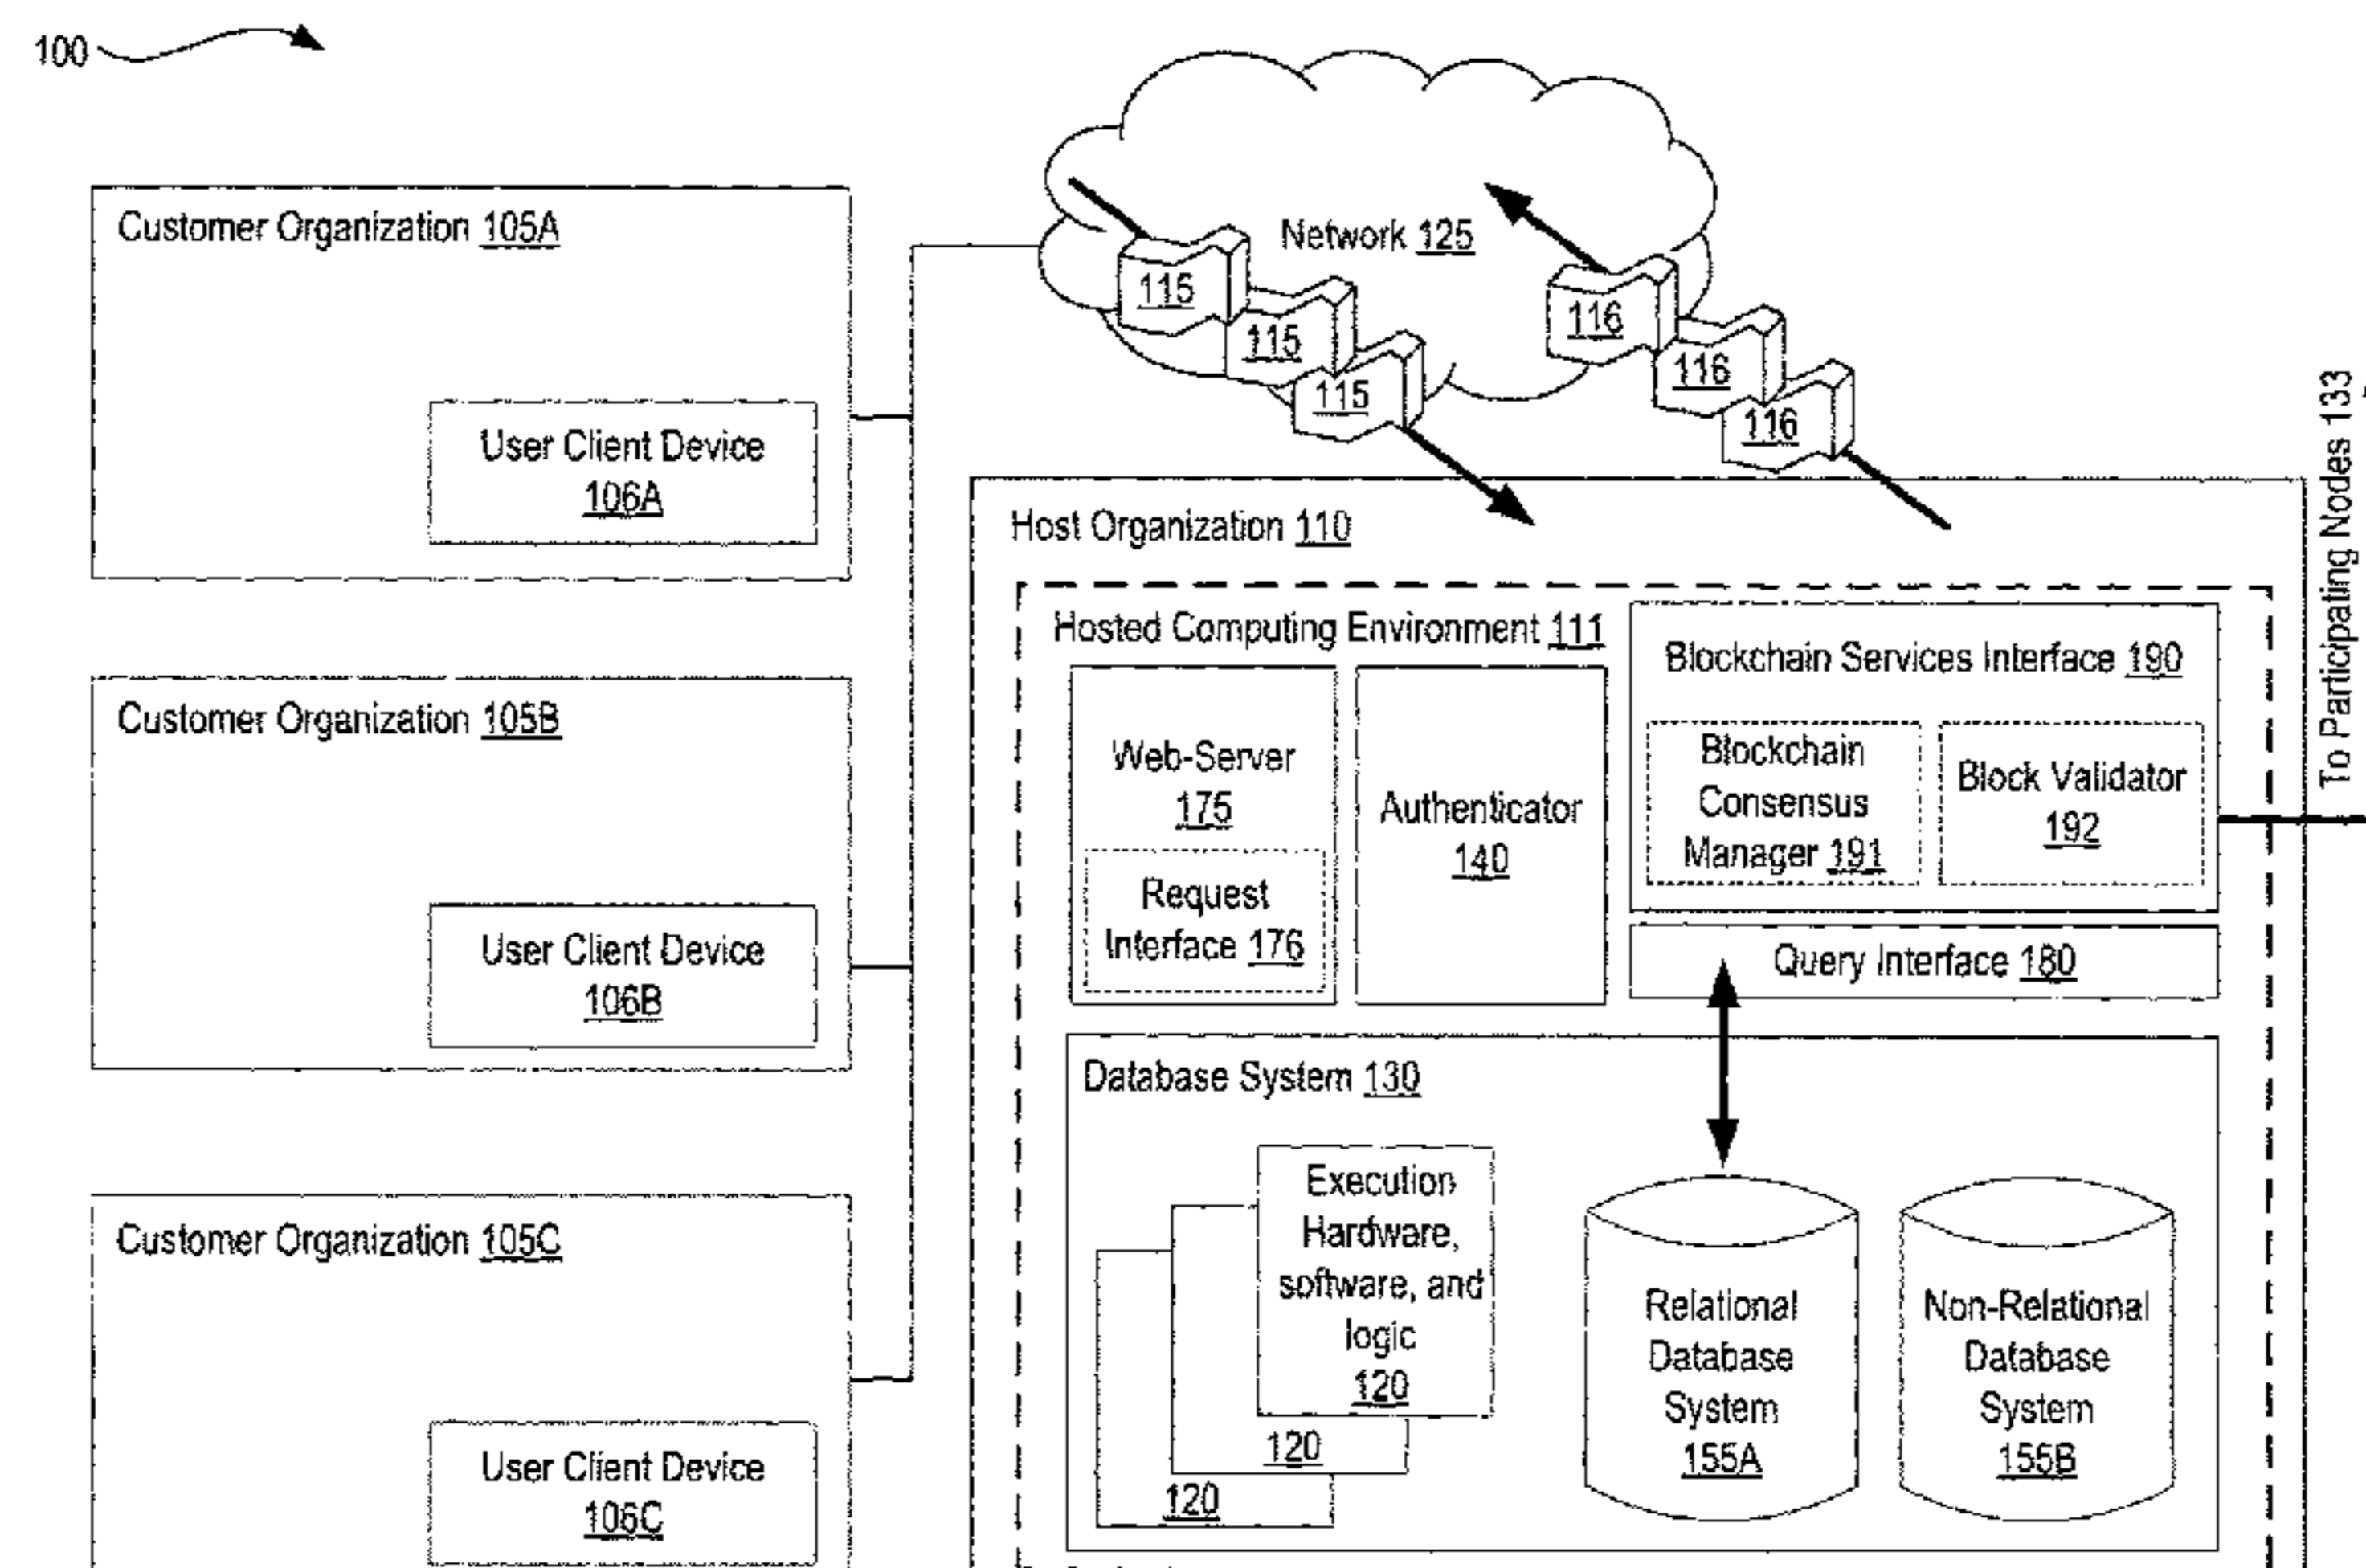 100
Customer Organization 105A
User Client Device
106A
Customer Organization 105B
User Client Device
106B
Customer Organization 105C
User Client Device
106C
Network 125
115
115
115
116
116
116
Host Organization 110
Hosted Computing Environment 111
Web-Server
175
Request
Interface 176
Authenticator
140
Blockchain Services Interface 190
Blockchain
Consensus
Manager 191
Block Validator
192
Query Interface 180
To Participating Nodes 133
Database System 130
Execution
Hardware,
software, and
logic
120
120
120
Relational
Database
System
155A
Non-Relational
Database
System
155B